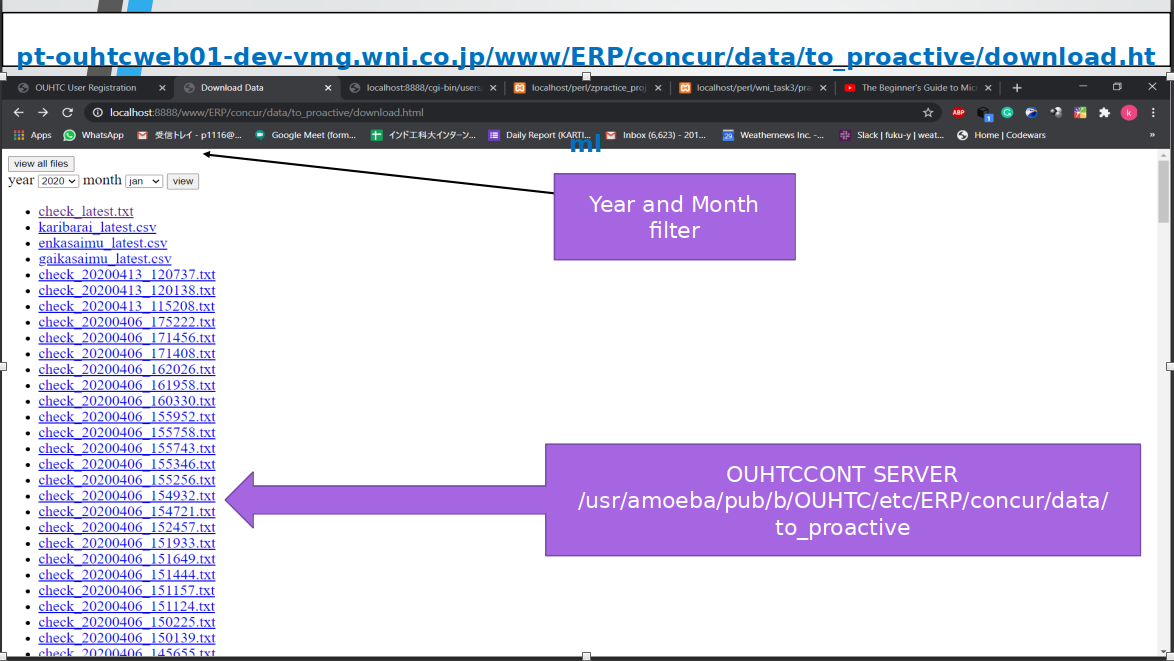 pt-ouhtcweb01-dev-vmg.wni.co.jp/www/ERP/concur/data/to_proactive/download.ht
ml
OUHTC User Registration
Download Data
localhost:8888/cgi-bin/users
localhost/perl/zpractice_proj
localhost/perl/wni_task3/pra
The Beginner's Guide to Mic
localhost:8888/www/ERP/concur/data/to_proactive/download.html
ABP
1
k
Apps
WhatsApp
受信トレイ - p1116@...
Google Meet (form...
インド工科大インターン...
Daily Report (KARTI...
Inbox (6,623) - 201...
Weathernews Inc. -...
Slack | fuku-y | weat...
Home | Codewars
»
view all files
year 2020 month jan view
check_latest.txt
karibarai_latest.csv
enkasaimu_latest.csv
gaikasaimu_latest.csv
check_20200413_120737.txt
check_20200413_120138.txt
check_20200413_115208.txt
check_20200406_175222.txt
check_20200406_171456.txt
check_20200406_171408.txt
check_20200406_162026.txt
check_20200406_161958.txt
check_20200406_160330.txt
check_20200406_155952.txt
check_20200406_155758.txt
check_20200406_155743.txt
check_20200406_155346.txt
check_20200406_155256.txt
check_20200406_154932.txt
check_20200406_154721.txt
check_20200406_152457.txt
check_20200406_151933.txt
check_20200406_151649.txt
check_20200406_151444.txt
check_20200406_151157.txt
check_20200406_151124.txt
check_20200406_150225.txt
check_20200406_150139.txt
check_20200406_145655.txt
Year and Month
filter
OUHTCCONT SERVER
/usr/amoeba/pub/b/OUHTC/etc/ERP/concur/data/
to_proactive